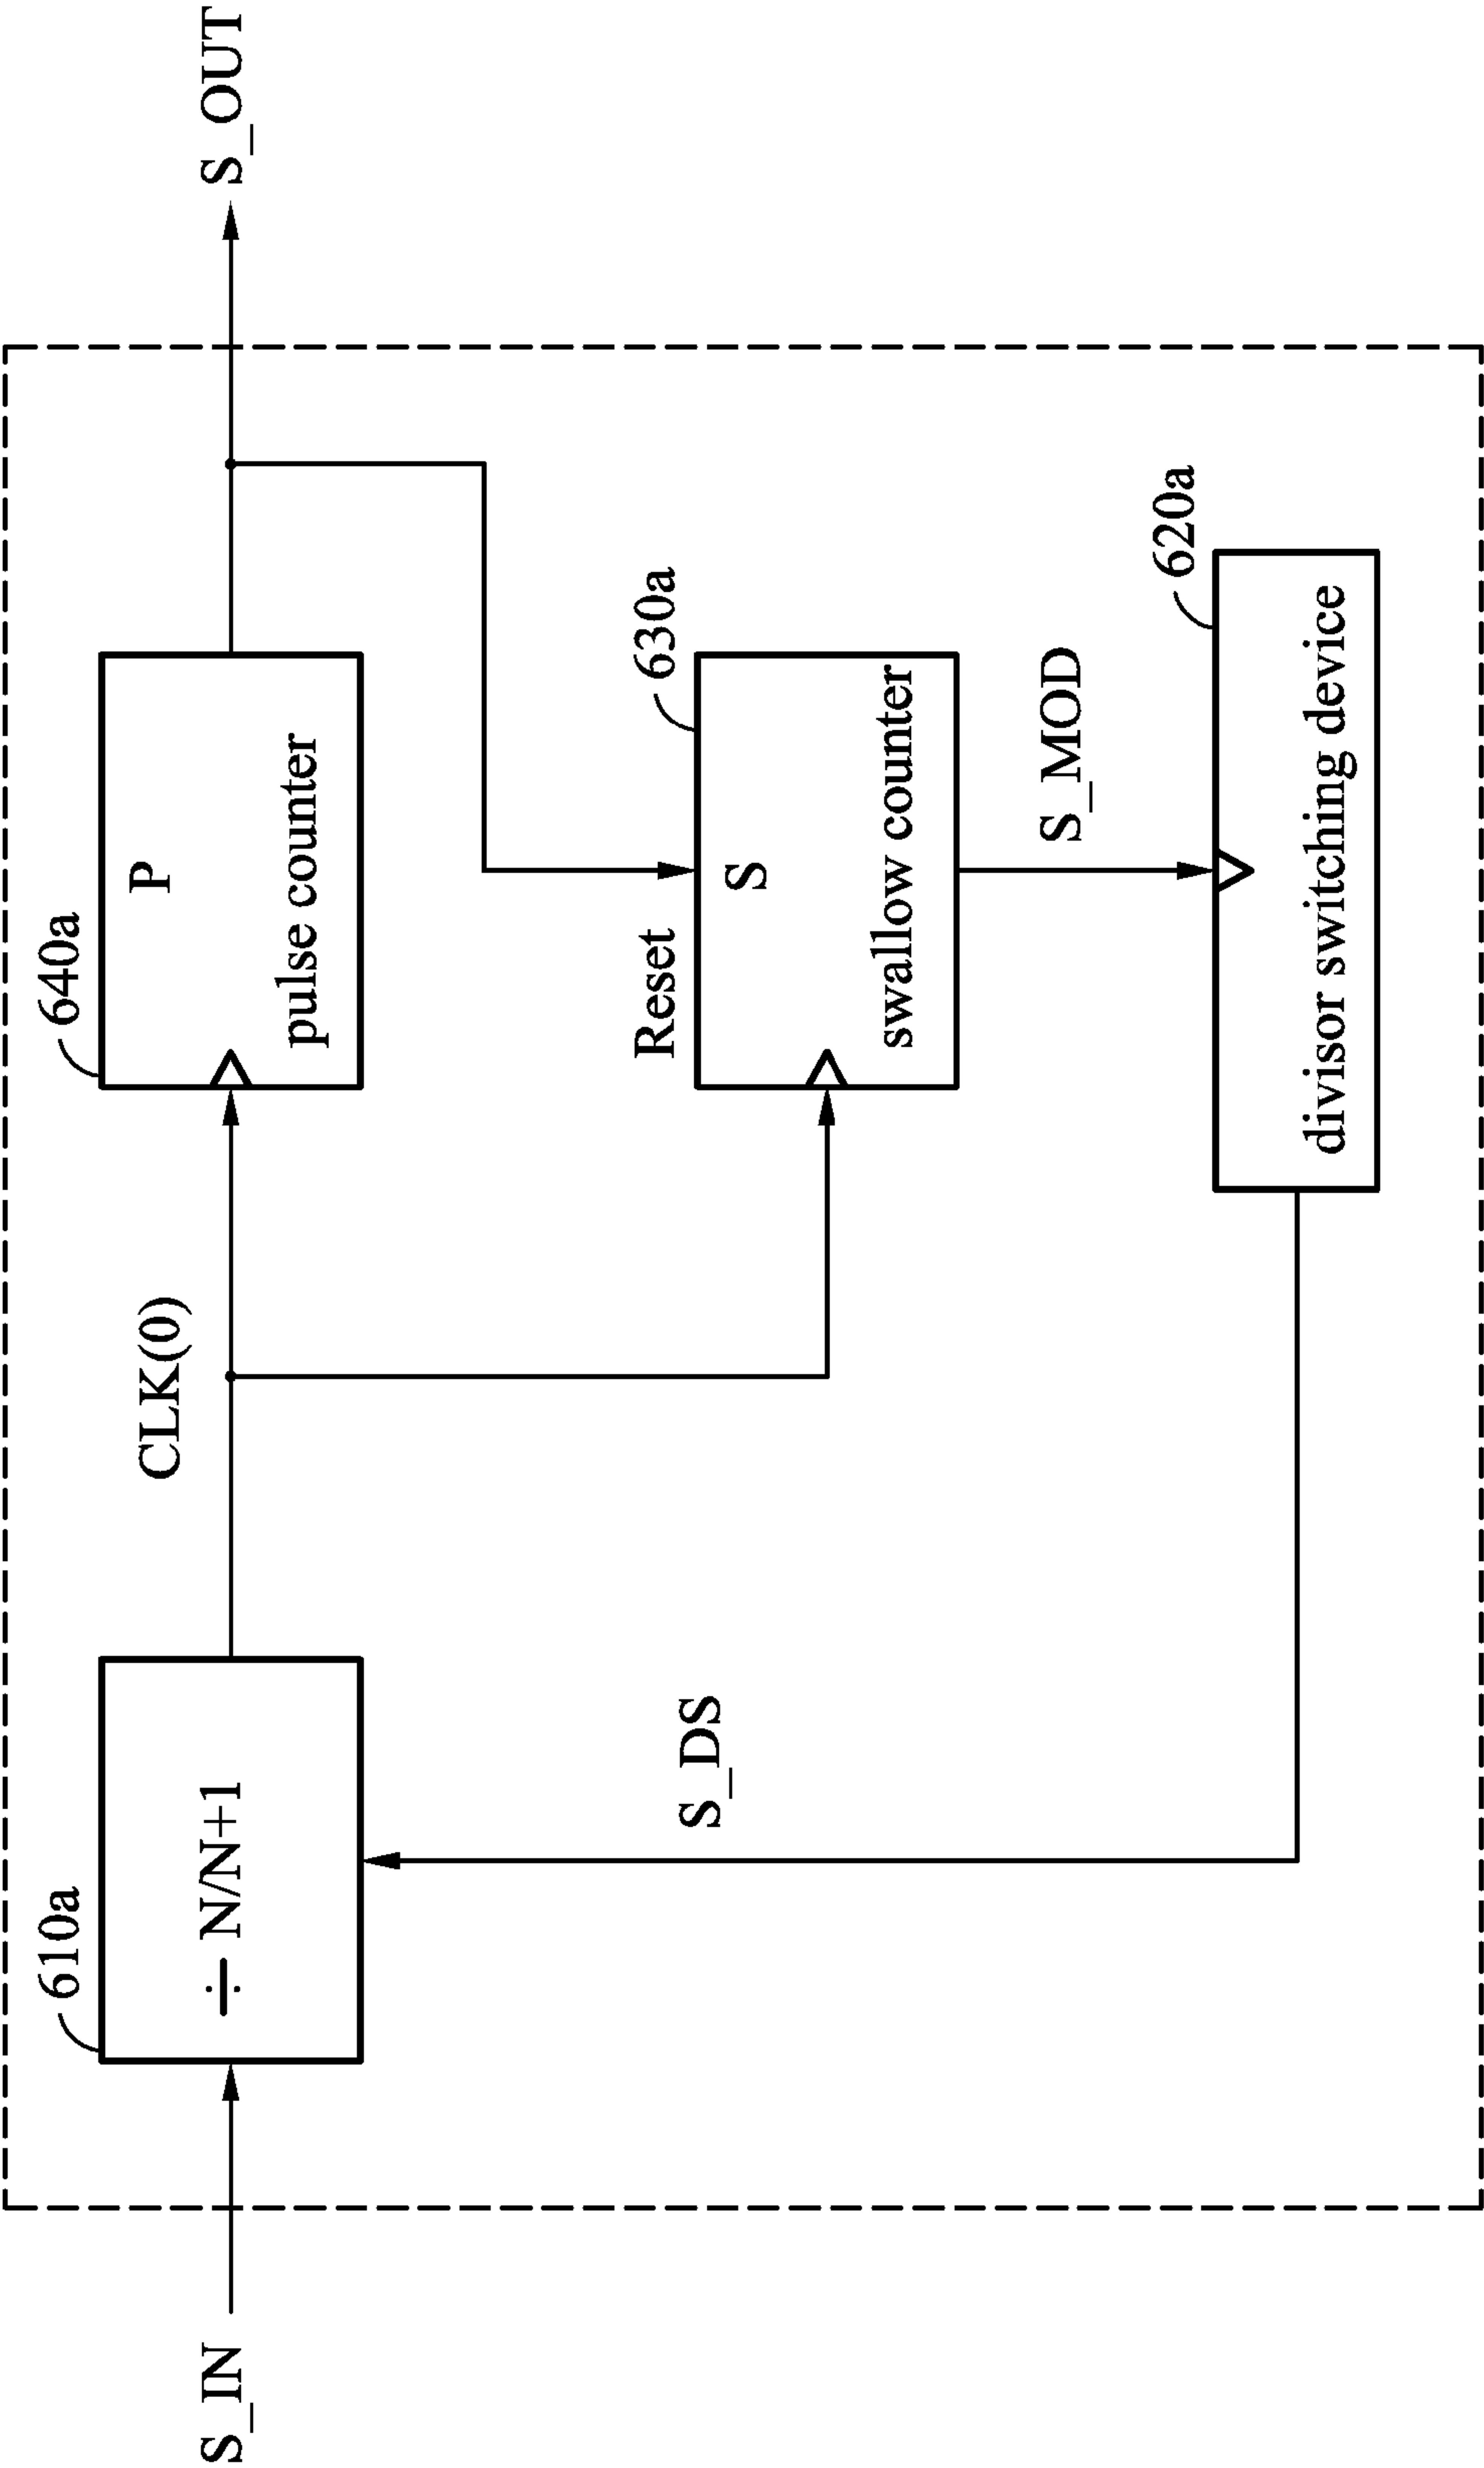 610a
÷ N/N+1
S_IN
CLK(0)
640a
P
pulse counter
S_OUT
S_DS
Reset
630a
S
swallow counter
S_MOD
620a
divisor switching device